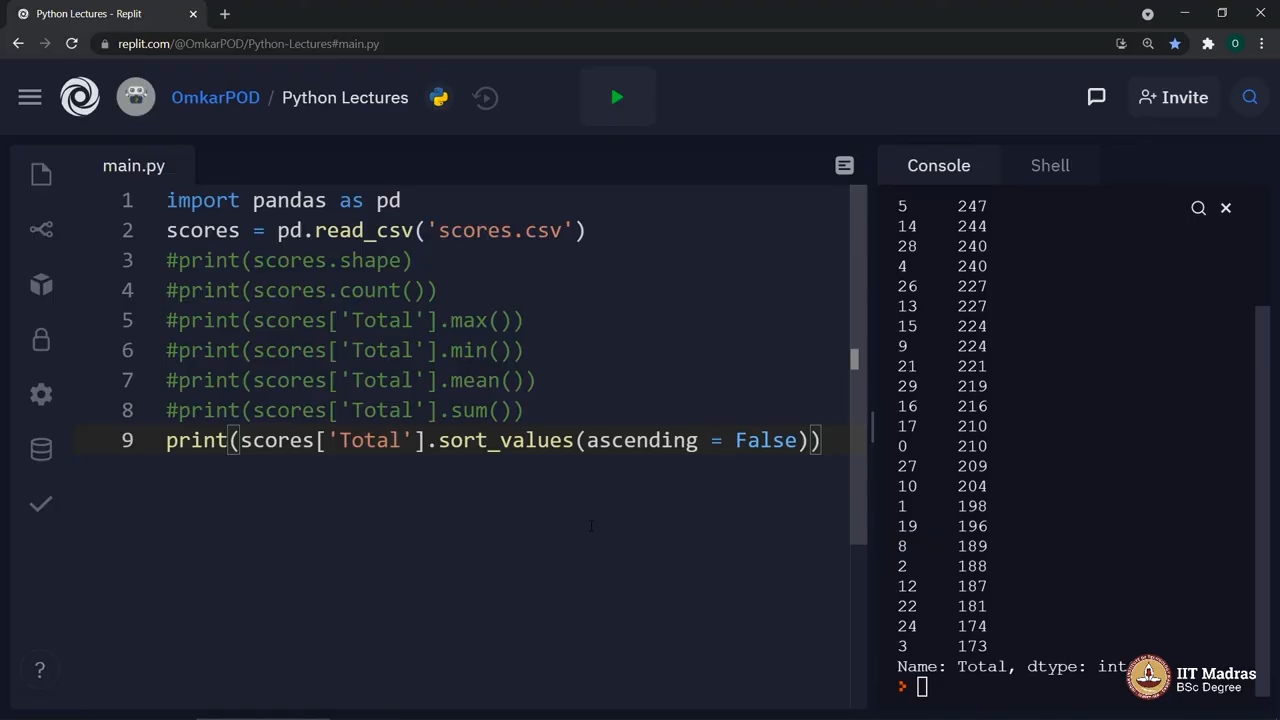 Python Lectures - Replit
replit.com/@OmkarPOD/Python-Lectures#main.py
O
OmkarPOD / Python Lectures
Invite
main.py
Console
Shell
1 import pandas as pd
2 scores = pd.read_csv('scores.csv')
3 #print(scores.shape)
4 #print(scores.count())
5 #print(scores['Total'].max())
6 #print(scores['Total'].min())
7 #print(scores['Total'].mean())
8 #print(scores['Total'].sum())
9 print(scores['Total'].sort_values(ascending = False))
5 247
14 244
28 240
4 240
26 227
13 227
15 224
9 224
21 221
29 219
16 216
17 210
0 210
27 209
10 204
1 198
19 196
8 189
2 188
12 187
22 181
24 174
3 173
Name: Total, dtype: int
>
?
IIT Madras
BSc Degree